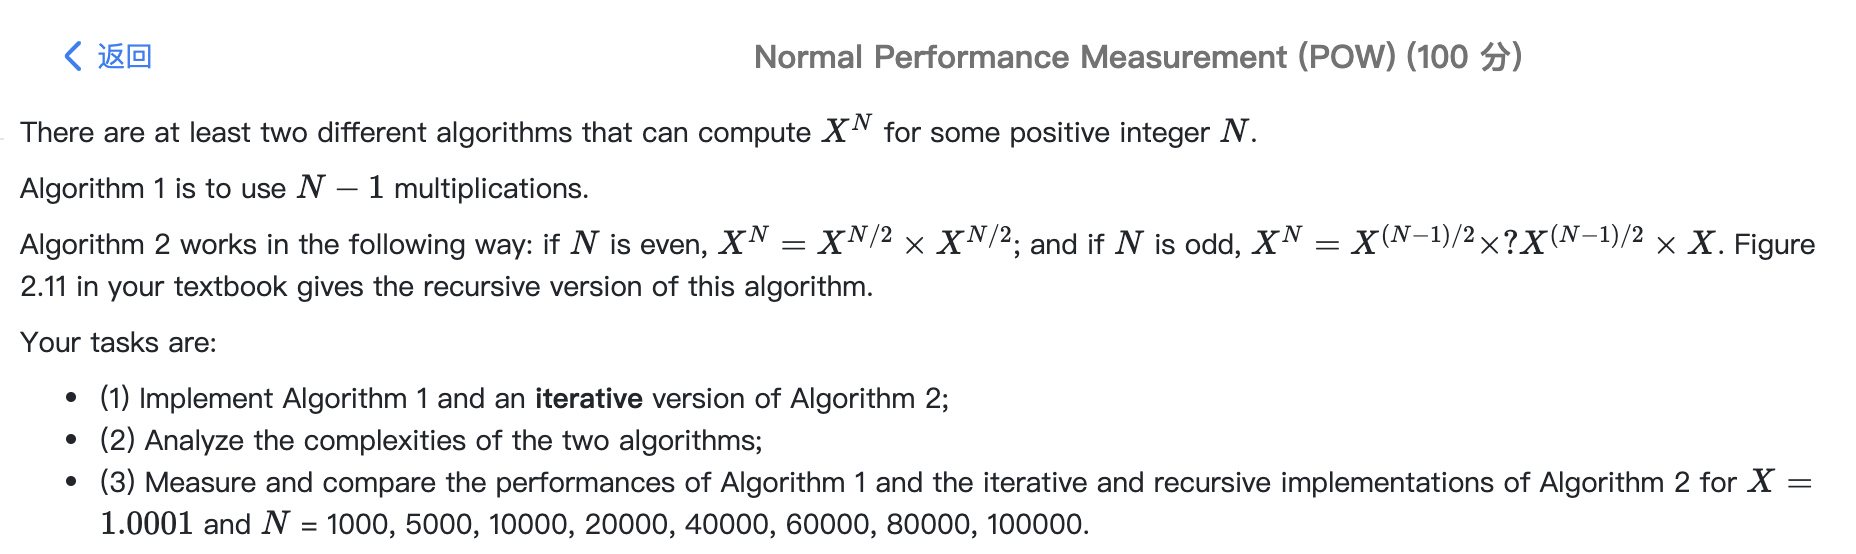 返回
Normal Performance Measurement (POW) (100 分)
There are at least two different algorithms that can compute $X^N$ for some positive integer $N$.
Algorithm 1 is to use $N - 1$ multiplications.
Algorithm 2 works in the following way: if $N$ is even, $X^N = X^{N/2} \times X^{N/2}$; and if $N$ is odd, $X^N = X^{(N-1)/2} \times ? X^{(N-1)/2} \times X$. Figure
2.11 in your textbook gives the recursive version of this algorithm.
Your tasks are:
• (1) Implement Algorithm 1 and an iterative version of Algorithm 2;
• (2) Analyze the complexities of the two algorithms;
• (3) Measure and compare the performances of Algorithm 1 and the iterative and recursive implementations of Algorithm 2 for $X =$
$1.0001$ and $N$ = 1000, 5000, 10000, 20000, 40000, 60000, 80000, 100000.